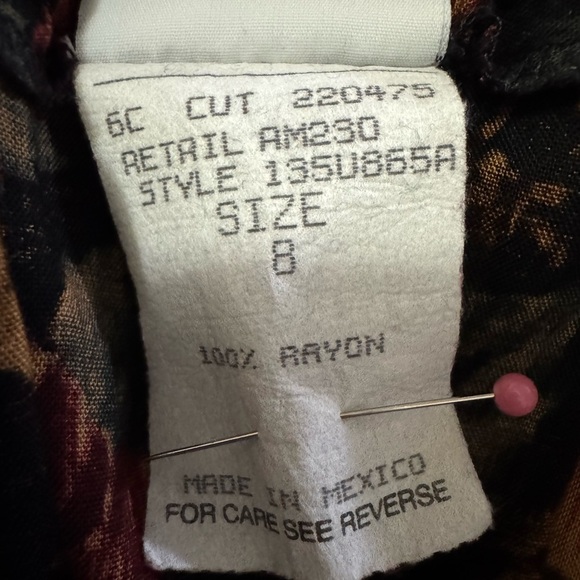 6C CUT 220475
RETAIL AM230
STYLE 135U865A
SIZE
8
100% RAYON
MADE IN MEXICO
FOR CARE SEE REVERSE